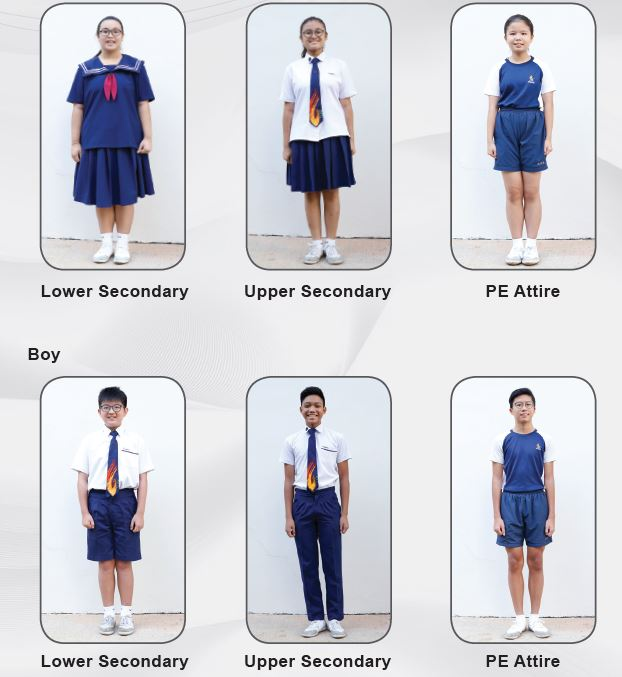 Lower Secondary
Upper Secondary
PE Attire
Boy
Lower Secondary
Upper Secondary
PE Attire